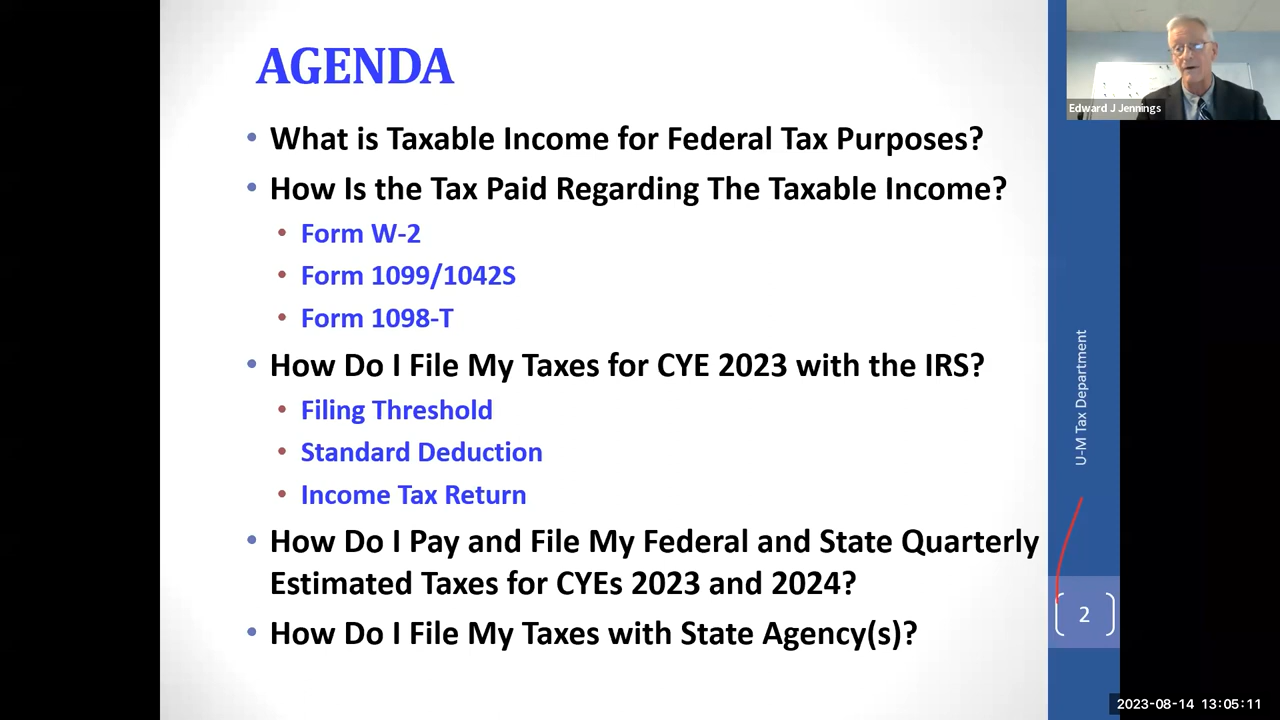 AGENDA
Edward J Jennings
• What is Taxable Income for Federal Tax Purposes?
• How Is the Tax Paid Regarding The Taxable Income?
• Form W-2
• Form 1099/1042S
• Form 1098-T
• How Do I File My Taxes for CYE 2023 with the IRS?
• Filing Threshold
• Standard Deduction
• Income Tax Return
• How Do I Pay and File My Federal and State Quarterly
Estimated Taxes for CYEs 2023 and 2024?
• How Do I File My Taxes with State Agency(s)?
U-M Tax Department
2
2023-08-14 13:05:11